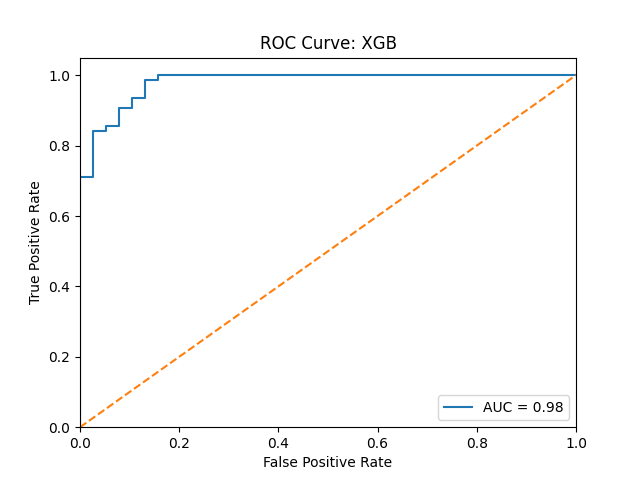 ROC Curve: XGB
1.0
0.8
0.6
0.4
0.2
0.0
True Positive Rate
AUC = 0.98
0.0 0.2 0.4 0.6 0.8 1.0
False Positive Rate